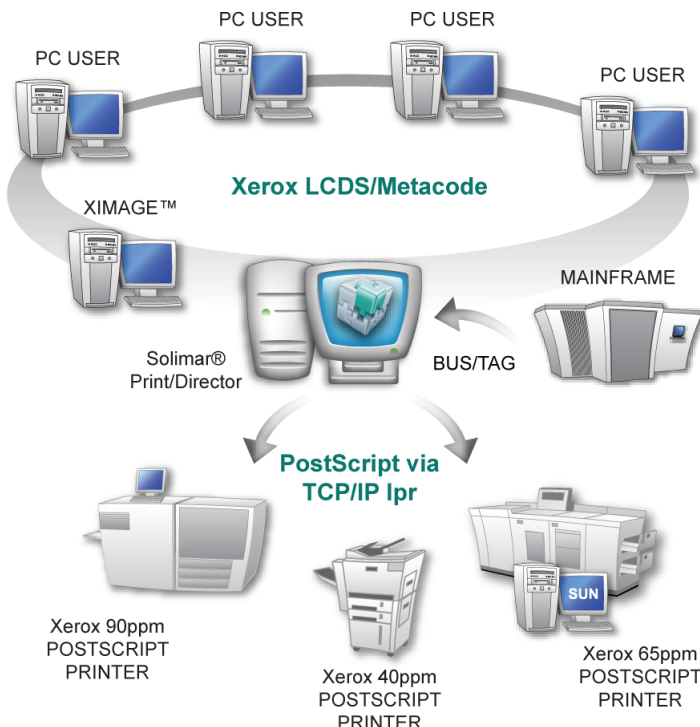 PC USER
PC USER
PC USER
PC USER
Xerox LCDS/Metacode
XIMAGE™
MAINFRAME
Solimar®
Print/Director
BUS/TAG
PostScript via
TCP/IP lpr
SUN
Xerox 90ppm
POSTSCRIPT
PRINTER
Xerox 40ppm
POSTSCRIPT
PRINTER
Xerox 65ppm
POSTSCRIPT
PRINTER